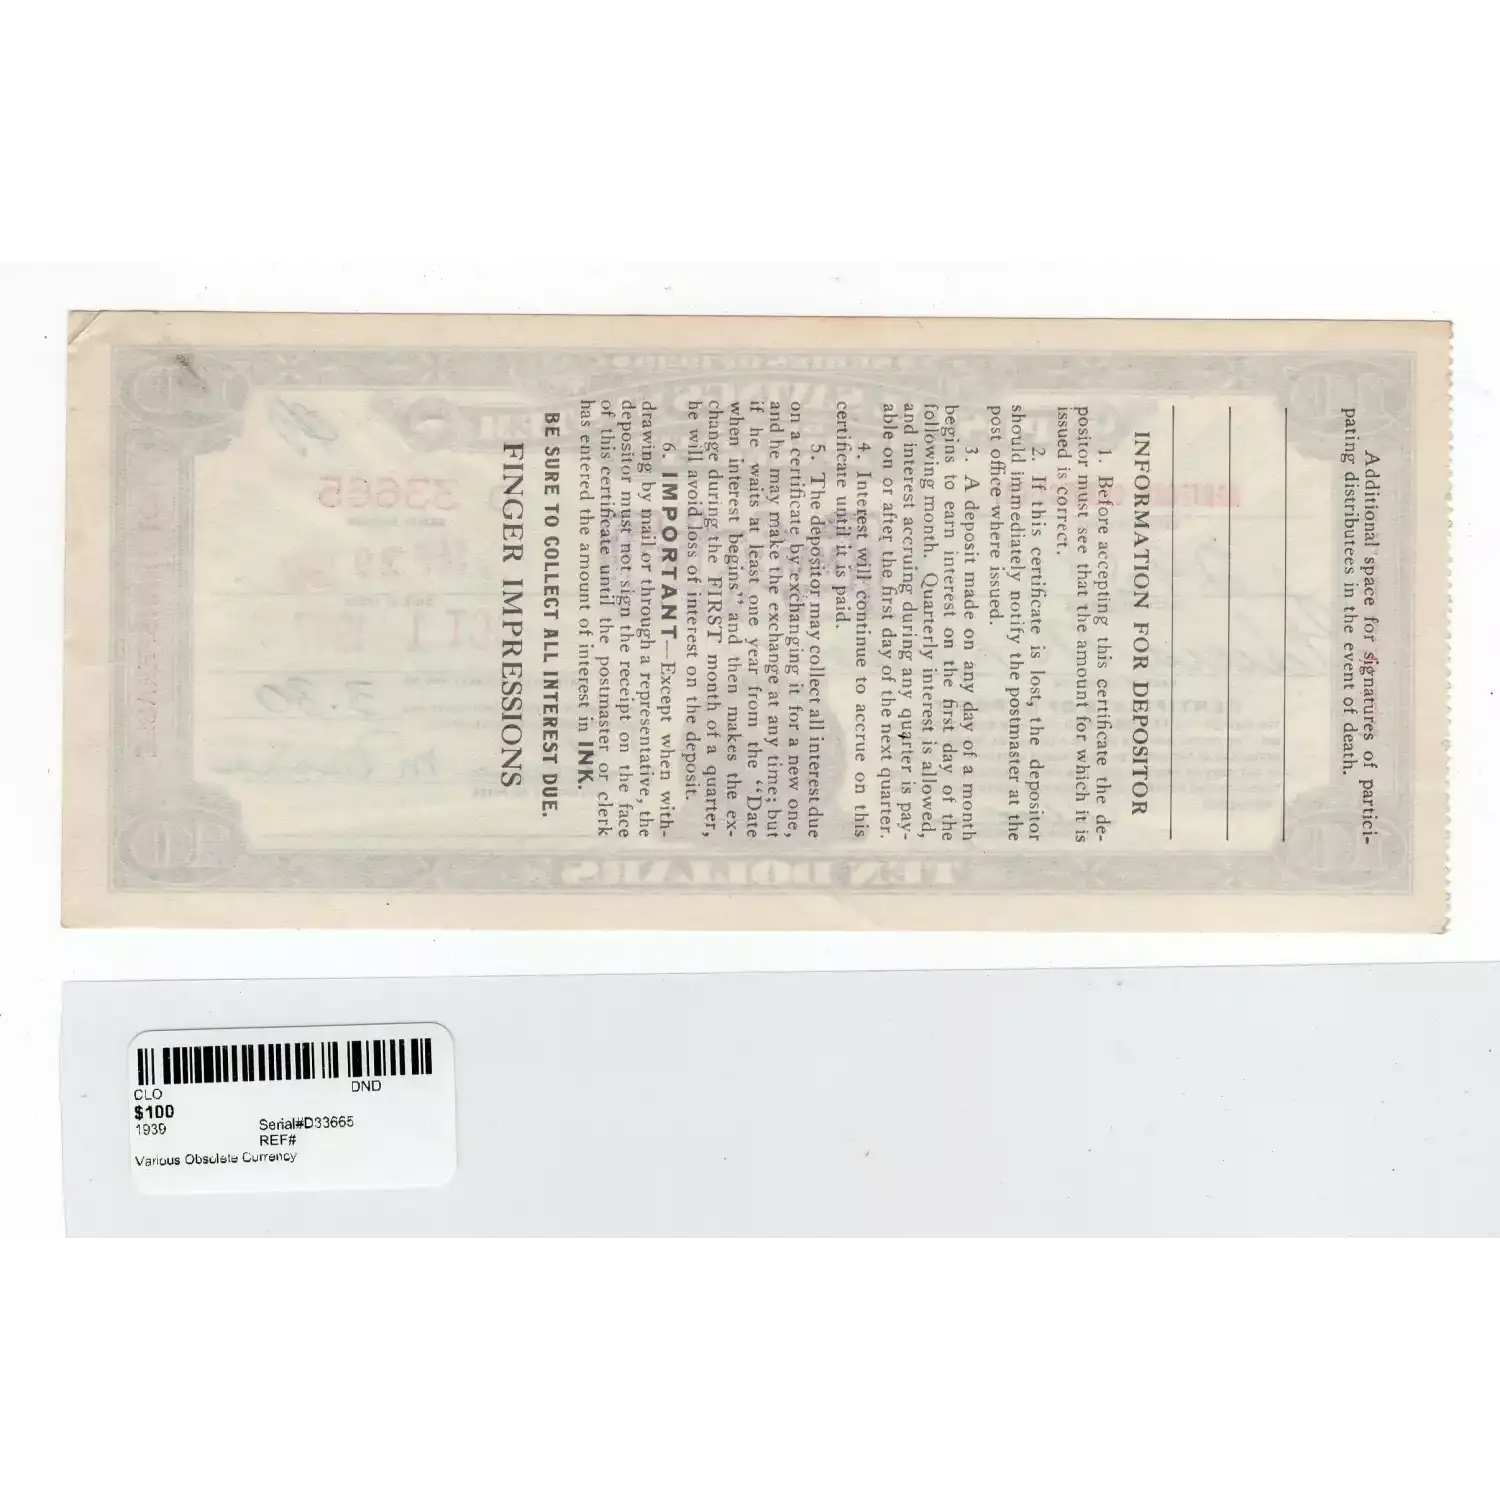 Additional space for signatures of partici-
pating distributees in the event of death.
INFORMATION FOR DEPOSITOR
1. Before accepting this certificate the de-
positor must see that the amount for which it is
issued is correct.
2. If this certificate is lost, the depositor
should immediately notify the postmaster at the
post office where issued.
3. A deposit made on any day of a month
begins to earn interest on the first day of the
following month. Quarterly interest is allowed,
and interest accruing during any quarter is pay-
able on or after the first day of the next quarter.
4. Interest will continue to accrue on this
certificate until it is paid.
5. The depositor may collect all interest due
on a certificate by exchanging it for a new one,
and he may make the exchange at any time; but
if he waits at least one year from the “Date
when interest begins” and then makes the ex-
change during the FIRST month of a quarter,
he will avoid loss of interest on the deposit.
6. IMPORTANT—Except when with-
drawing by mail or through a representative, the
depositor must not sign the receipt on the face
of this certificate until the postmaster or clerk
has entered the amount of interest in INK.
BE SURE TO COLLECT ALL INTEREST DUE.
FINGER IMPRESSIONS
33665
TEN DOLLARS
CLO DND
$100
1939 Serial#D33665
REF#
Various Obsolete Currency